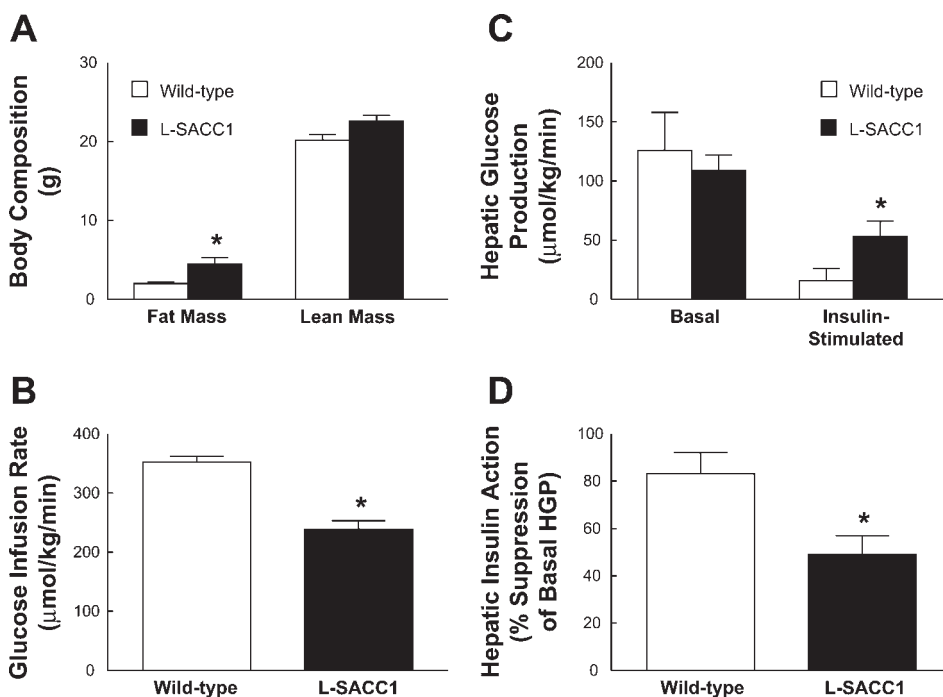 A
Body Composition
(g)
30
20
10
0
Wild-type
L-SACC1
*
Fat Mass
Lean Mass
C
Hepatic Glucose
Production
(μmol/kg/min)
150
100
50
0
Wild-type
L-SACC1
*
Basal
Insulin-
Stimulated
B
Glucose Infusion Rate
(μmol/kg/min)
400
300
200
100
0
*
Wild-type
L-SACC1
D
Hepatic Insulin Action
(% Suppression
of Basal HGP)
100
80
60
40
20
0
*
Wild-type
L-SACC1